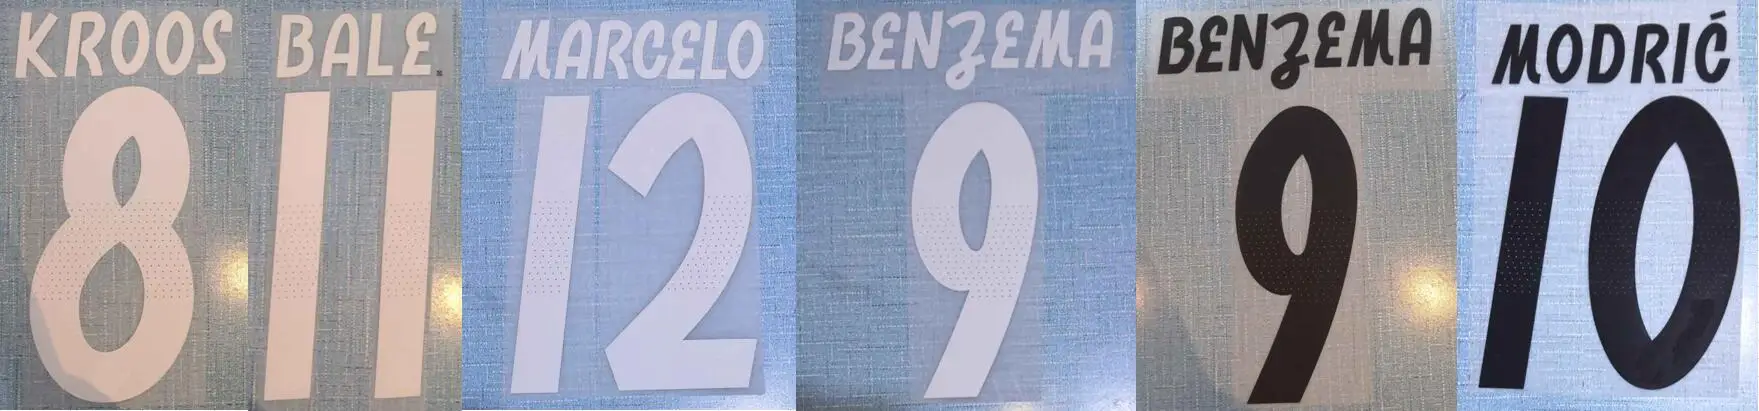 KROOS
8
BALE
11
MARCELO
12
BENZEMA
9
BENZEMA
9
MODRIĆ
10